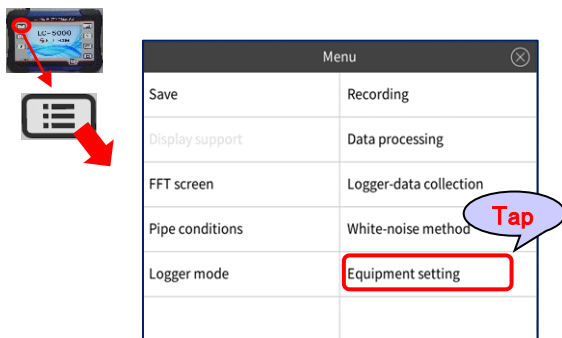 LC-5000
Menu
Save
Recording
Display support
Data processing
FFT screen
Logger-data collection
Pipe conditions
White-noise method
Tap
Logger mode
Equipment setting